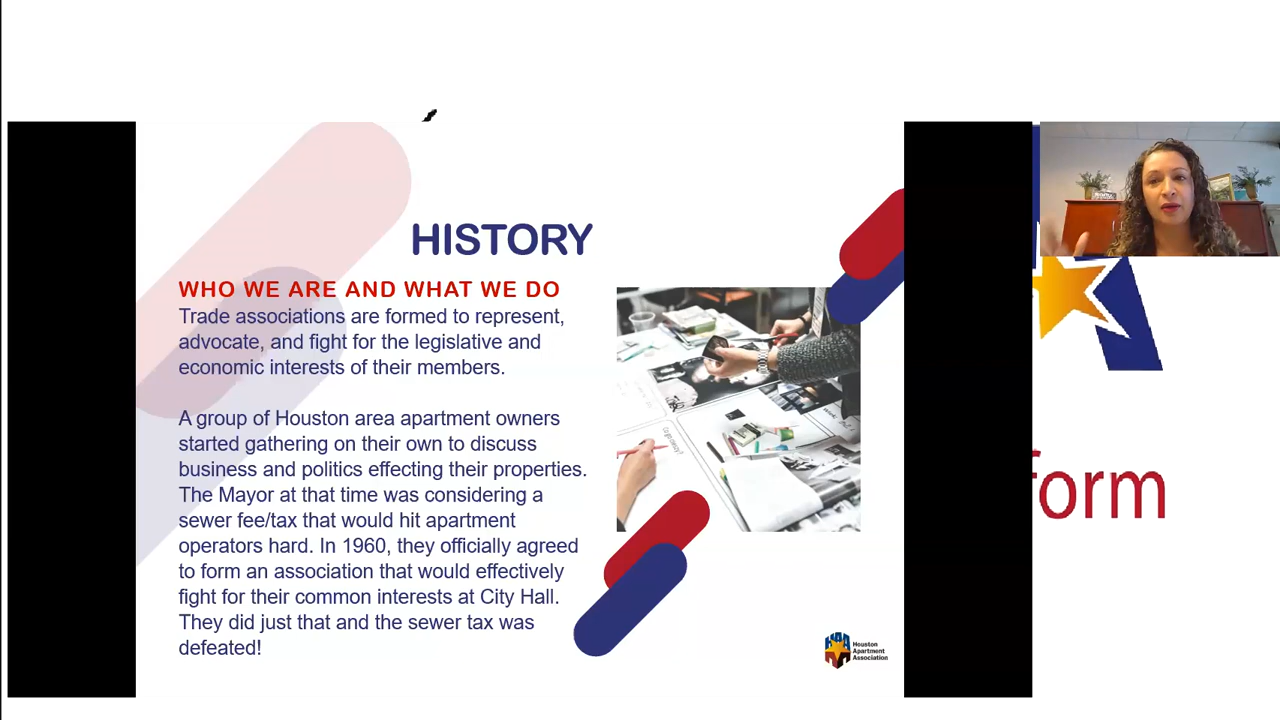 HISTORY
WHO WE ARE AND WHAT WE DO
Trade associations are formed to represent,
advocate, and fight for the legislative and
economic interests of their members.
A group of Houston area apartment owners
started gathering on their own to discuss
business and politics effecting their properties.
The Mayor at that time was considering a
sewer fee/tax that would hit apartment
operators hard. In 1960, they officially agreed
to form an association that would effectively
fight for their common interests at City Hall.
They did just that and the sewer tax was
defeated!
Houston
Apartment
Association
form